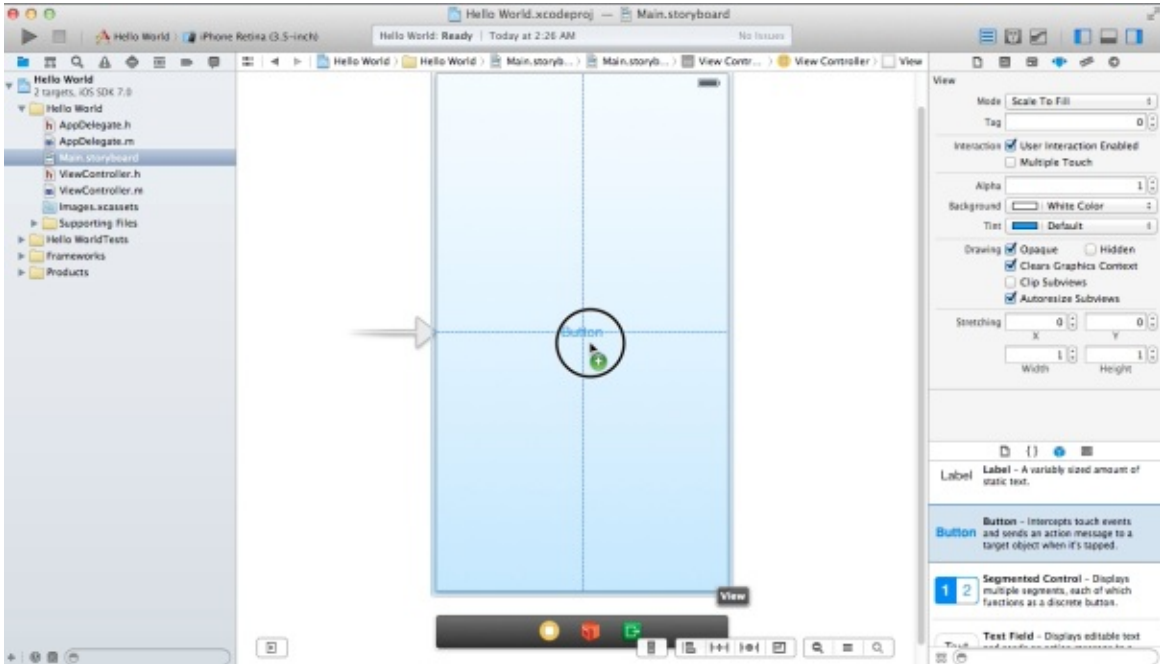 Hello World.xcodeproj — Main.storyboard
Hello World
iPhone Retina (3.5-inch)
Hello World: Ready | Today at 2:26 AM
No Issues
Hello World
Hello World
Main.storyb...
Main.storyb...
View Contr...
View Controller
View
Hello World
2 targets, iOS SDK 7.0
Hello World
AppDelegate.h
AppDelegate.m
Main.storyboard
ViewController.h
ViewController.m
Images.xcassets
Supporting Files
Hello WorldTests
Frameworks
Products
Button
View
View
Mode Scale To Fill
Tag 0
Interaction User Interaction Enabled
Multiple Touch
Alpha 1
Background White Color
Tint Default
Drawing Opaque Hidden
Clears Graphics Context
Clip Subviews
Autoresize Subviews
Stretching 0 0
X Y
1 1
Width Height
Label
Label - A variably sized amount of
static text.
Button
Button - Intercepts touch events
and sends an action message to a
target object when it's tapped.
1 2
Segmented Control - Displays
multiple segments, each of which
functions as a discrete button.
Text Field - Displays editable text